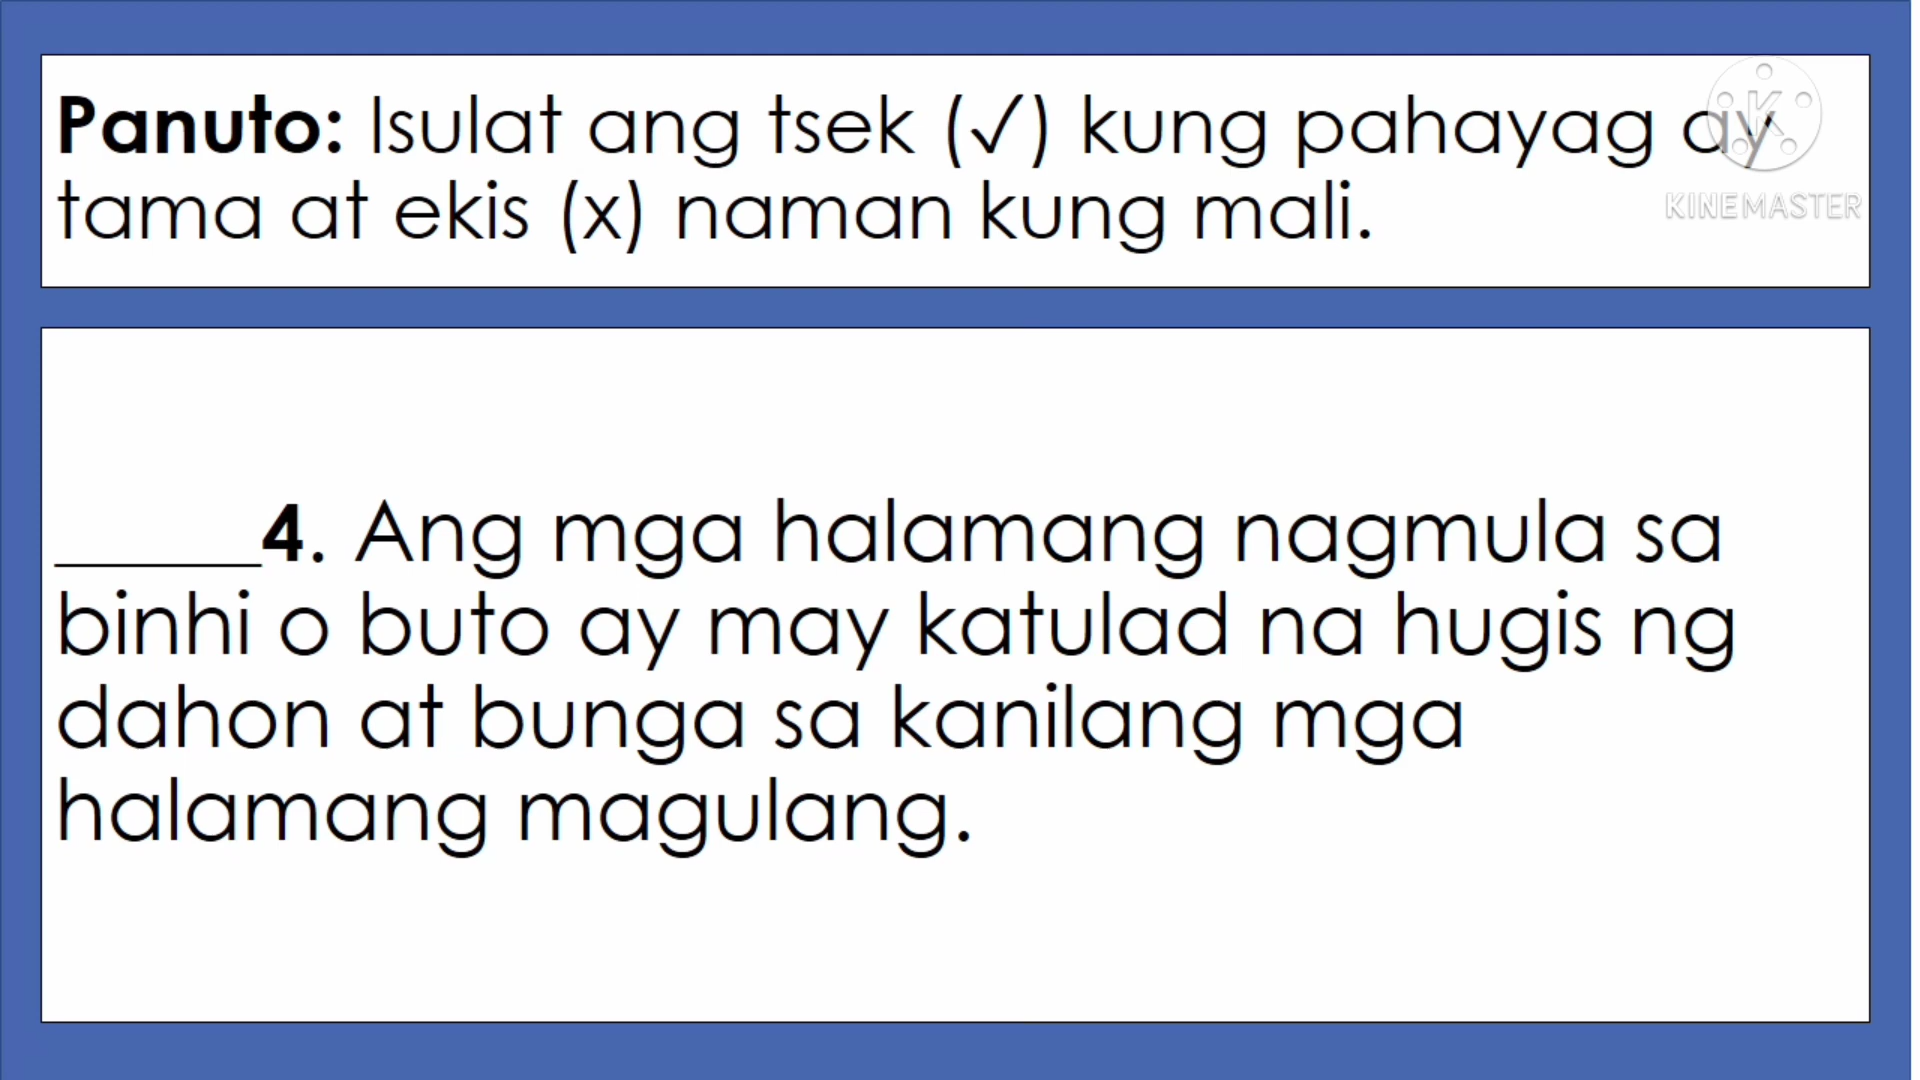 Panuto: Isulat ang tsek (✓) kung pahayag ay
tama at ekis (x) naman kung mali.
K
KINEMASTER
_____4. Ang mga halamang nagmula sa
binhi o buto ay may katulad na hugis ng
dahon at bunga sa kanilang mga
halamang magulang.